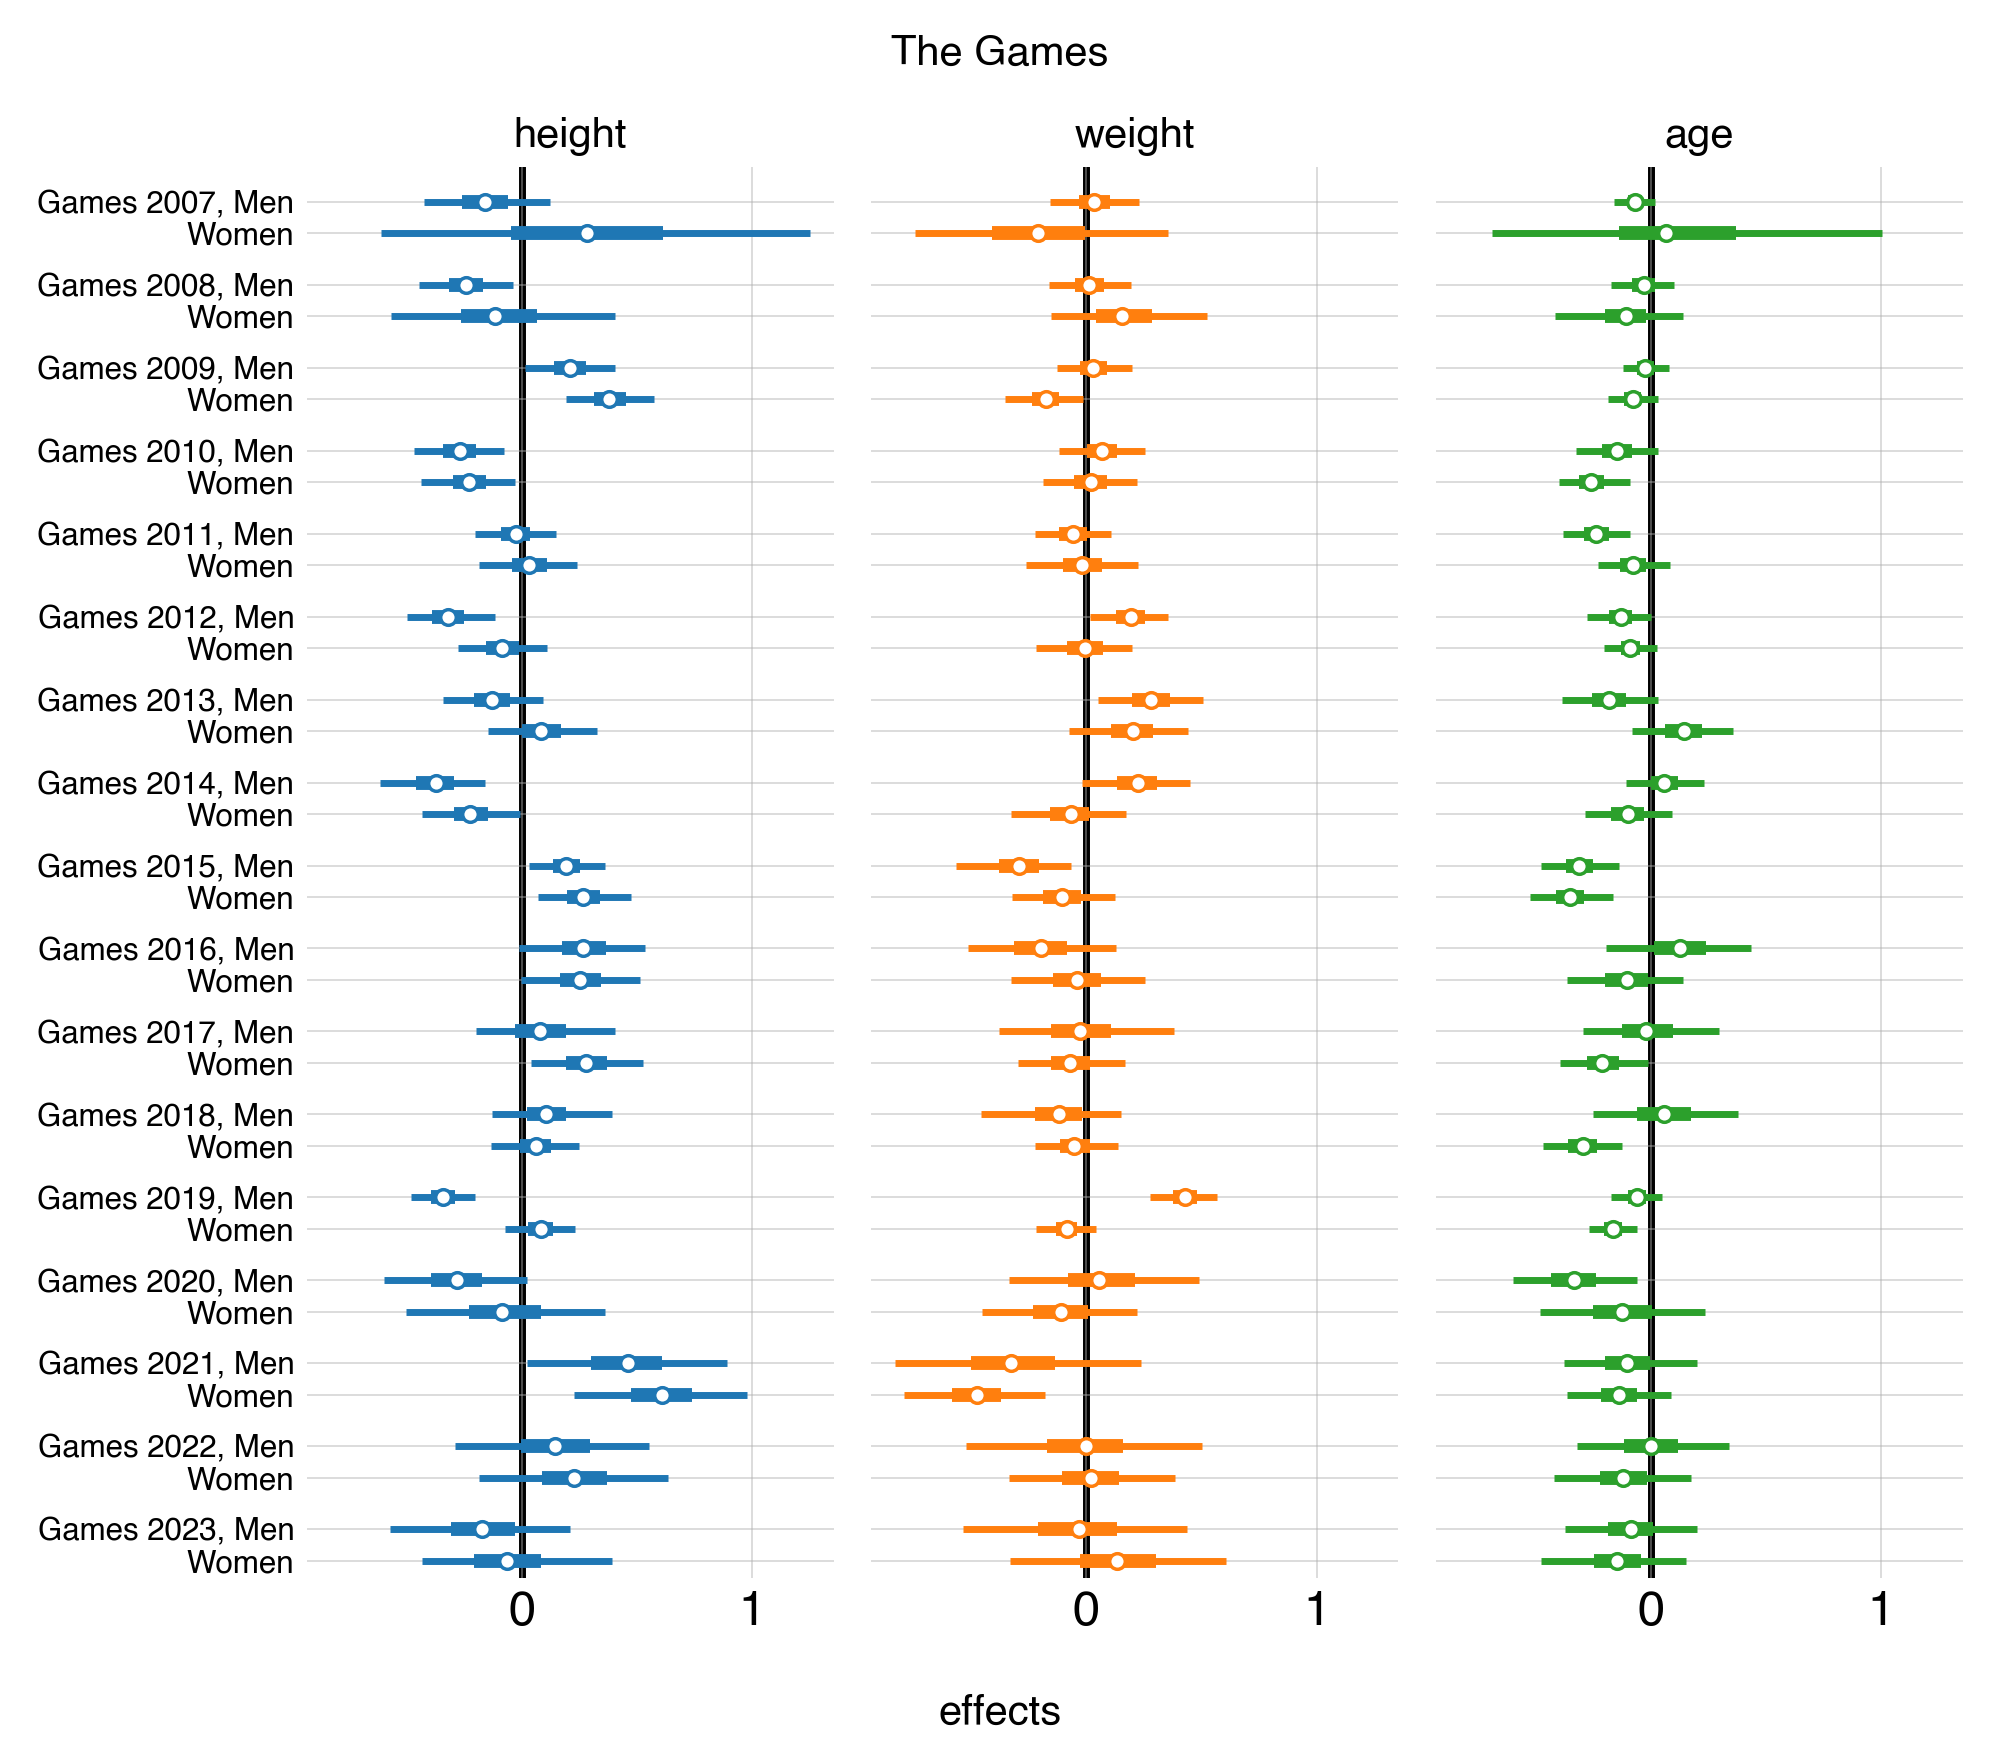 The Games
height weight age
Games 2007, Men
Women
Games 2008, Men
Women
Games 2009, Men
Women
Games 2010, Men
Women
Games 2011, Men
Women
Games 2012, Men
Women
Games 2013, Men
Women
Games 2014, Men
Women
Games 2015, Men
Women
Games 2016, Men
Women
Games 2017, Men
Women
Games 2018, Men
Women
Games 2019, Men
Women
Games 2020, Men
Women
Games 2021, Men
Women
Games 2022, Men
Women
Games 2023, Men
Women
0 1 0 1 0 1
effects